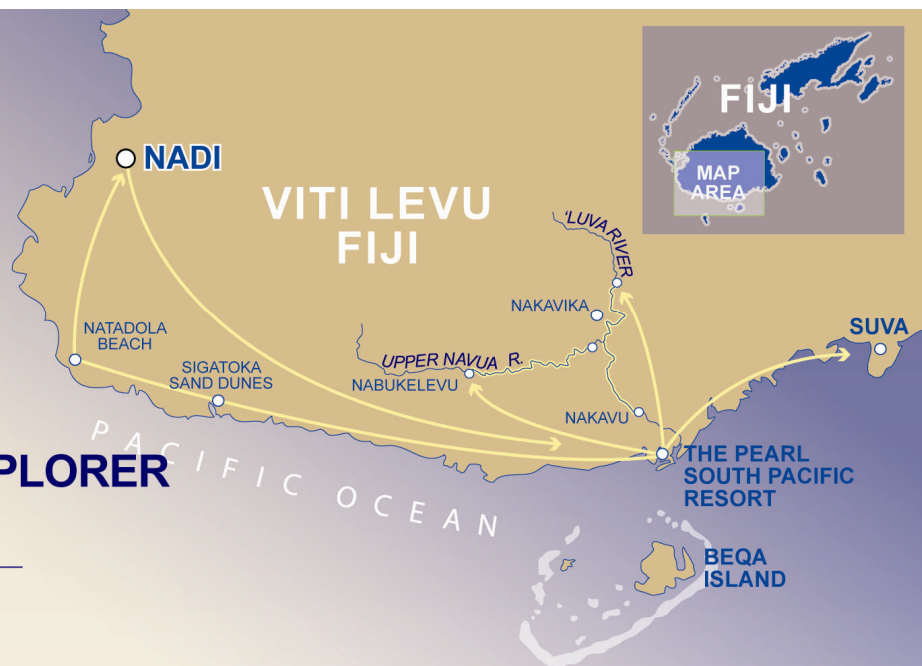 FIJI
MAP
AREA
NADI
VITI LEVU
FIJI
'LUVA RIVER
NAKAVIKA
NATADOLA
BEACH
SUVA
SIGATOKA
SAND DUNES
UPPER NAVUA R.
NABUKELEVU
NAKAVU
PACIFIC OCEAN
PLORER
THE PEARL
SOUTH PACIFIC
RESORT
BEQA
ISLAND